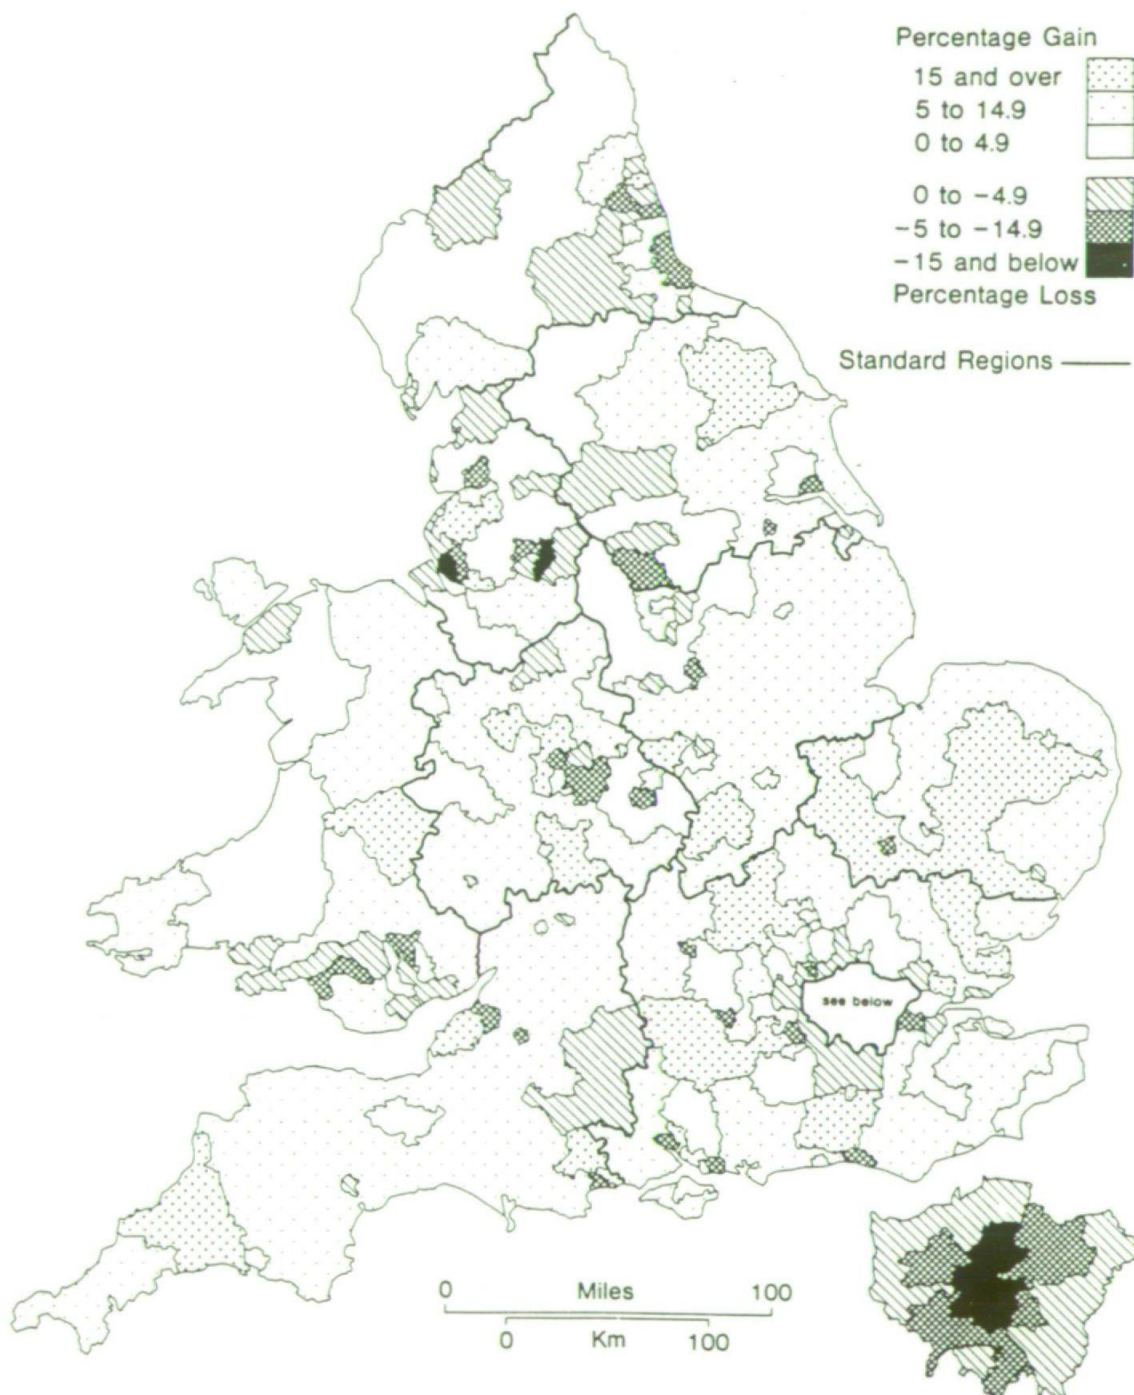 Percentage Gain
15 and over
5 to 14.9
0 to 4.9
0 to −4.9
−5 to −14.9
−15 and below
Percentage Loss
Standard Regions
see below
0 Miles 100
0 Km 100